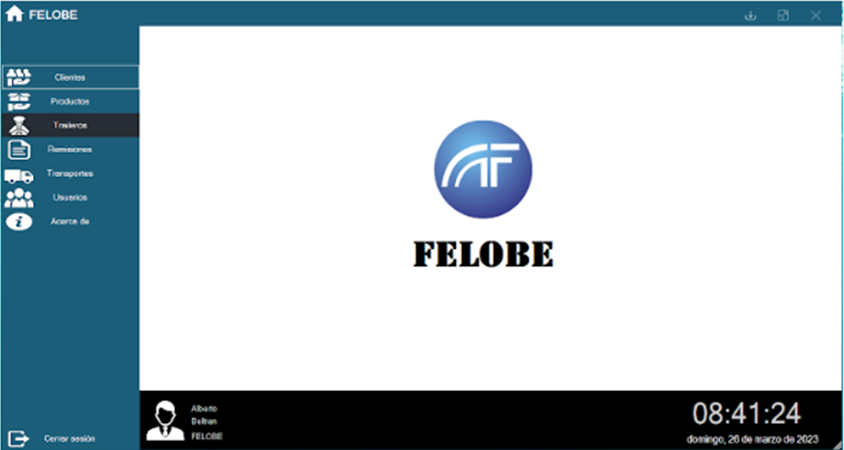 FELOBE
Clientes
Productos
Traileros
Remisiones
Transportes
Usuarios
Acerca de
AF
FELOBE
Alberto
Beltran
FELOBE
08:41:24
domingo, 26 de marzo de 2023
Cerrar sesión